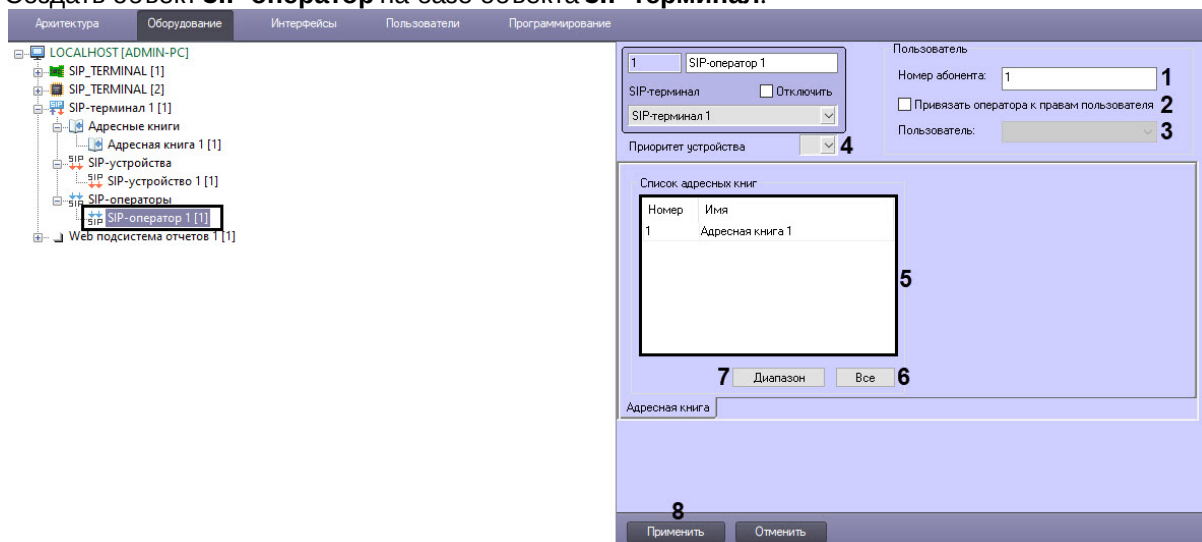 Создать объект SIP-оператор на базе объекта SIP-терминал.
Архитектура Оборудование Интерфейсы Пользователи Программирование
LOCALHOST [ADMIN-PC]
SIP_TERMINAL [1]
SIP_TERMINAL [2]
SIP-терминал 1 [1]
Адресные книги
Адресная книга 1 [1]
SIP-устройства
SIP-устройство 1 [1]
SIP-операторы
SIP-оператор 1 [1]
Web подсистема отчетов 1 [1]
1 SIP-оператор 1
SIP-терминал Отключить
SIP-терминал 1
Приоритет устройства 4
Пользователь
Номер абонента: 1 1
Привязать оператора к правам пользователя 2
Пользователь: 3
Список адресных книг
Номер Имя
1 Адресная книга 1
5
7 Диапазон Все 6
Адресная книга
8
Применить Отменить